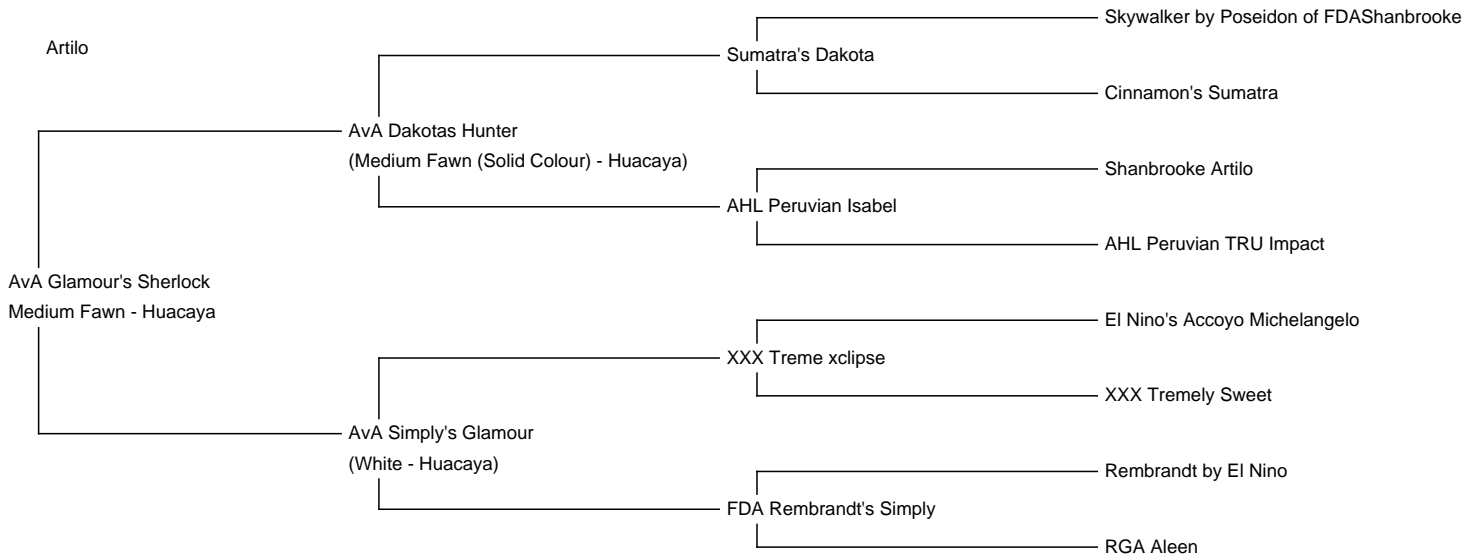 Skywalker by Poseidon of FDAShanbrooke
Artilo
Sumatra's Dakota
Cinnamon's Sumatra
AvA Dakotas Hunter
(Medium Fawn (Solid Colour) - Huacaya)
Shanbrooke Artilo
AHL Peruvian Isabel
AHL Peruvian TRU Impact
AvA Glamour's Sherlock
Medium Fawn - Huacaya
El Nino's Accoyo Michelangelo
XXX Treme xclipse
XXX Tremely Sweet
AvA Simply's Glamour
(White - Huacaya)
Rembrandt by El Nino
FDA Rembrandt's Simply
RGA Aleen